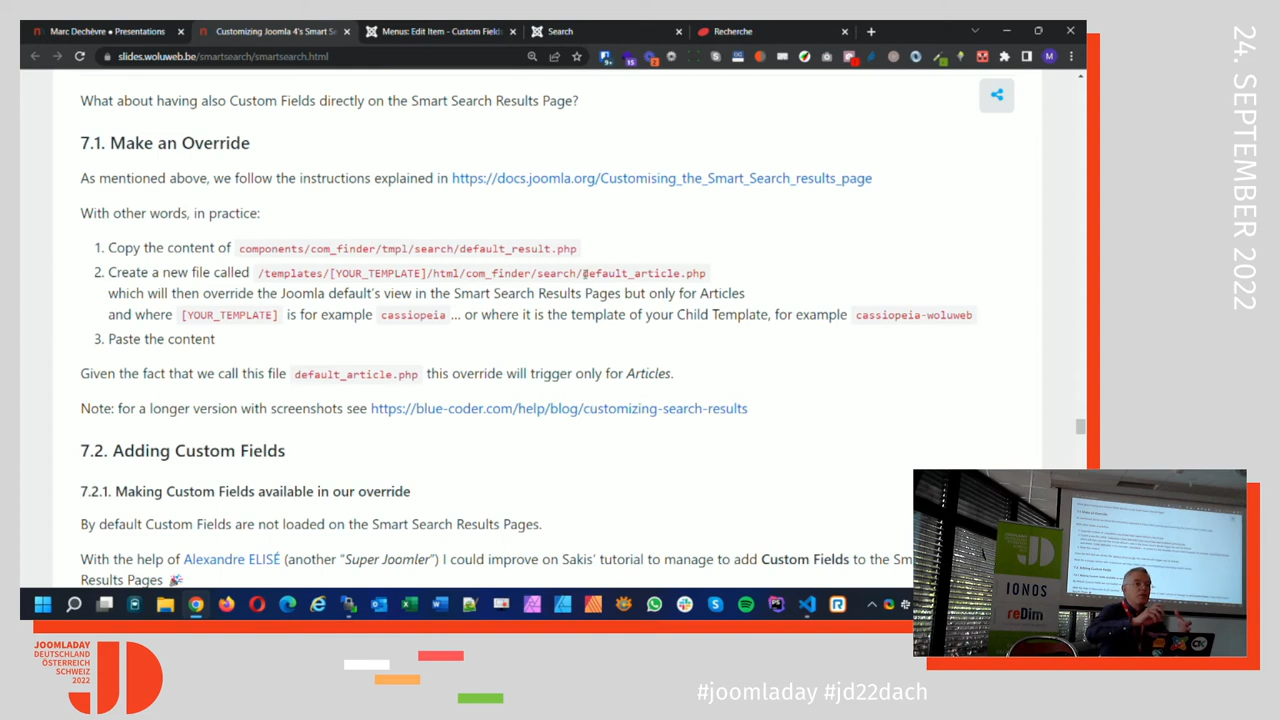 Marc Dechèvre • Presentations
Customizing Joomla 4's Smart S
Menus: Edit Item - Custom Field
Search
Recherche
slides.woluweb.be/smartsearch/smartsearch.html
What about having also Custom Fields directly on the Smart Search Results Page?
7.1. Make an Override
As mentioned above, we follow the instructions explained in https://docs.joomla.org/Customising_the_Smart_Search_results_page
With other words, in practice:
1. Copy the content of components/com_finder/tmpl/search/default_result.php
2. Create a new file called /templates/[YOUR_TEMPLATE]/html/com_finder/search/default_article.php
which will then override the Joomla default's view in the Smart Search Results Pages but only for Articles
and where [YOUR_TEMPLATE] is for example cassiopeia ... or where it is the template of your Child Template, for example cassiopeia-woluweb
3. Paste the content
Given the fact that we call this file default_article.php this override will trigger only for Articles.
Note: for a longer version with screenshots see https://blue-coder.com/help/blog/customizing-search-results
7.2. Adding Custom Fields
7.2.1. Making Custom Fields available in our override
By default Custom Fields are not loaded on the Smart Search Results Pages.
With the help of Alexandre ELISÉ (another "Super Joomler") I could improve on Sakis' tutorial to manage to add Custom Fields to the Sm
Results Pages
24. SEPTEMBER 2022
IONOS
reDim
JOOMLADAY
DEUTSCHLAND
ÖSTERREICH
SCHWEIZ
2022
#joomladay #jd22dach